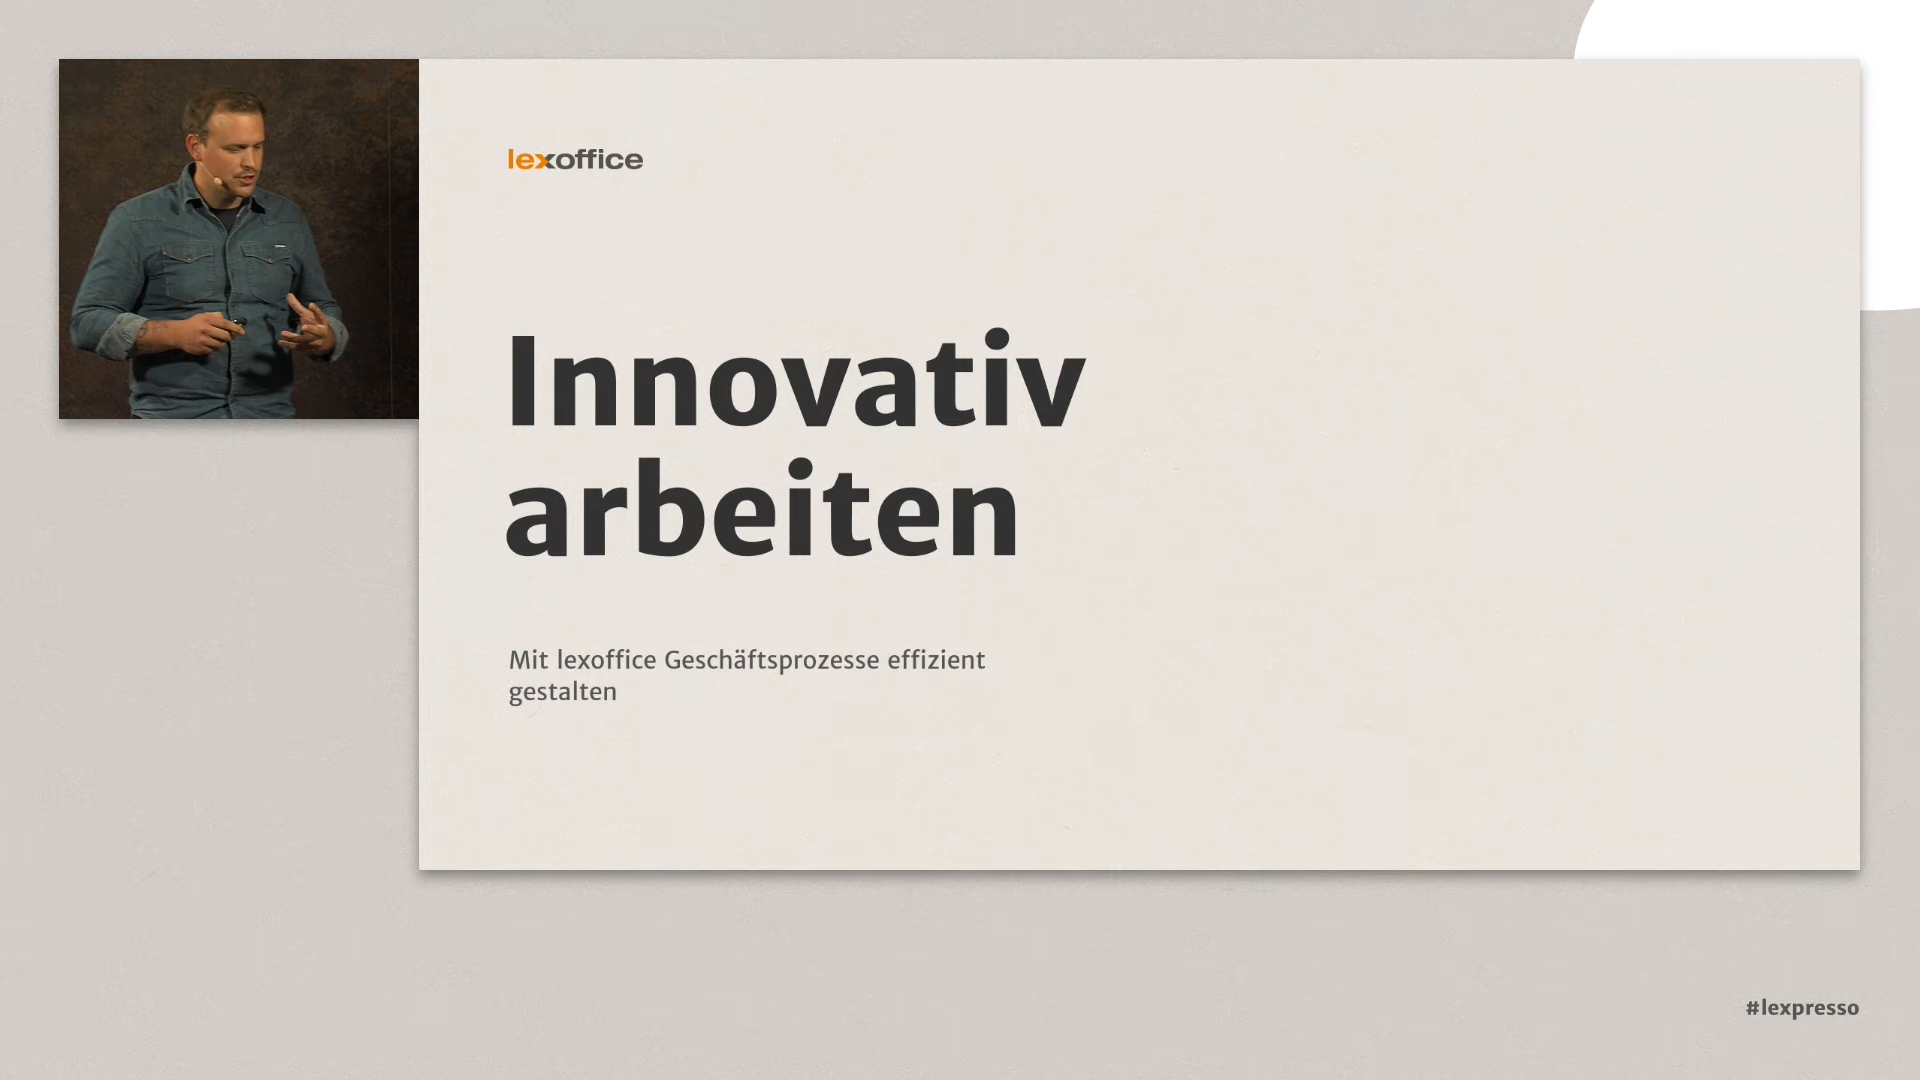 lexoffice
Innovativ
arbeiten
Mit lexoffice Geschäftsprozesse effizient
gestalten
#lexpresso